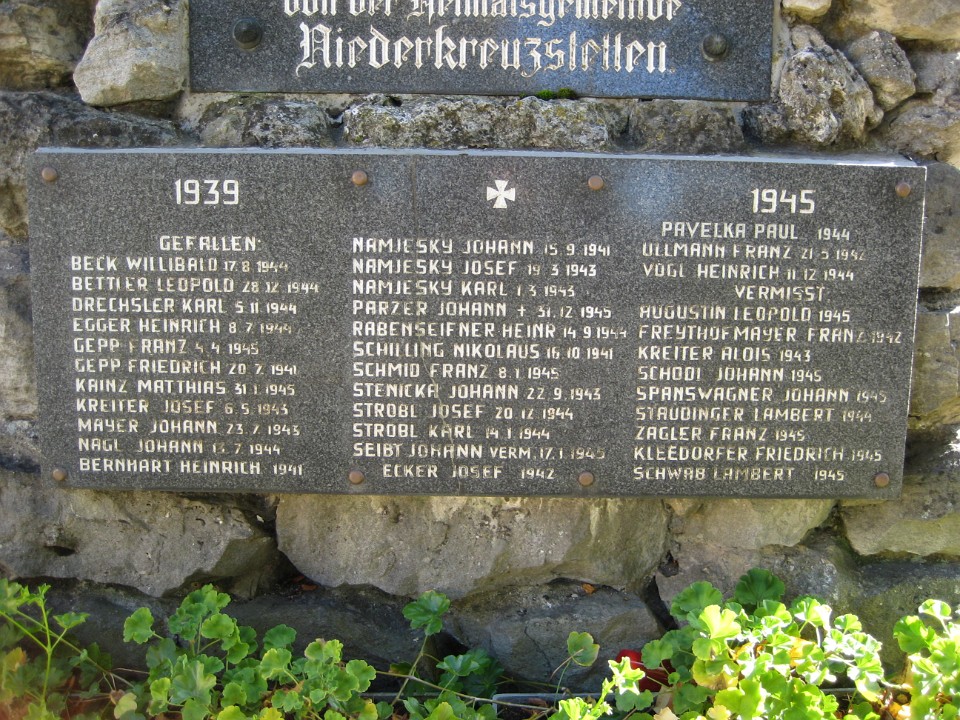 von der Heimatgemeinde
Niederkreuzstetten.
1939
GEFALLEN:
BECK WILLIBALD 17.8.1944
BETTLER LEOPOLD 28.12.1944
DRECHSLER KARL 5.11.1944
EGGER HEINRICH 8.7.1944
GEPP FRANZ 4.4.1945
GEPP FRIEDRICH 20.7.1941
KAINZ MATTHIAS 31.1.1945
KREITER JOSEF 6.5.1943
MAYER JOHANN 23.7.1943
NAGL JOHANN 13.7.1944
BERNHART HEINRICH 1941
NAMJESKY JOHANN 15.9.1941
NAMJESKY JOSEF 19.3.1943
NAMJESKY KARL 1.3.1943
PARZER JOHANN + 31.12.1945
RABENSEIFNER HEINR 14.9.1944
SCHILLING NIKOLAUS 16.10.1941
SCHMID FRANZ 8.1.1945
STENICKA JOHANN 22.9.1943
STROBL JOSEF 20.12.1944
STROBL KARL 14.1.1944
SEIBT JOHANN VERM. 17.1.1945
ECKER JOSEF 1942
1945
PAVELKA PAUL 1944
ULLMANN FRANZ 21.5.1942
VOGL HEINRICH 11.12.1944
VERMISST.
AUGUSTIN LEOPOLD 1945
FREYTHOFMAYER FRANZ 1942
KREITER ALOIS 1943
SCHODL JOHANN 1945
SPANSWAGNER JOHANN 1945
STAUDINGER LAMBERT 1944
ZAGLER FRANZ 1945
KLEEDORFER FRIEDRICH 1945
SCHWAB LAMBERT 1945